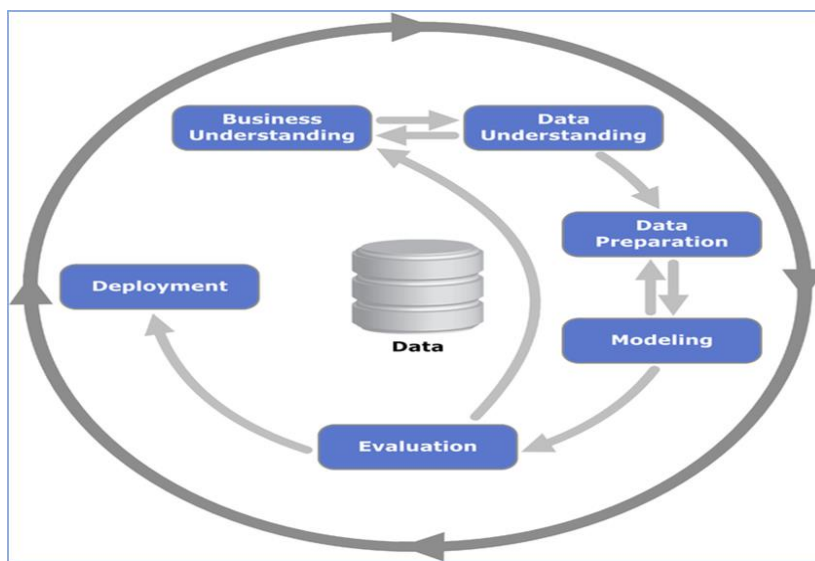 Business
Understanding
Data
Understanding
Data
Preparation
Deployment
Data
Modeling
Evaluation